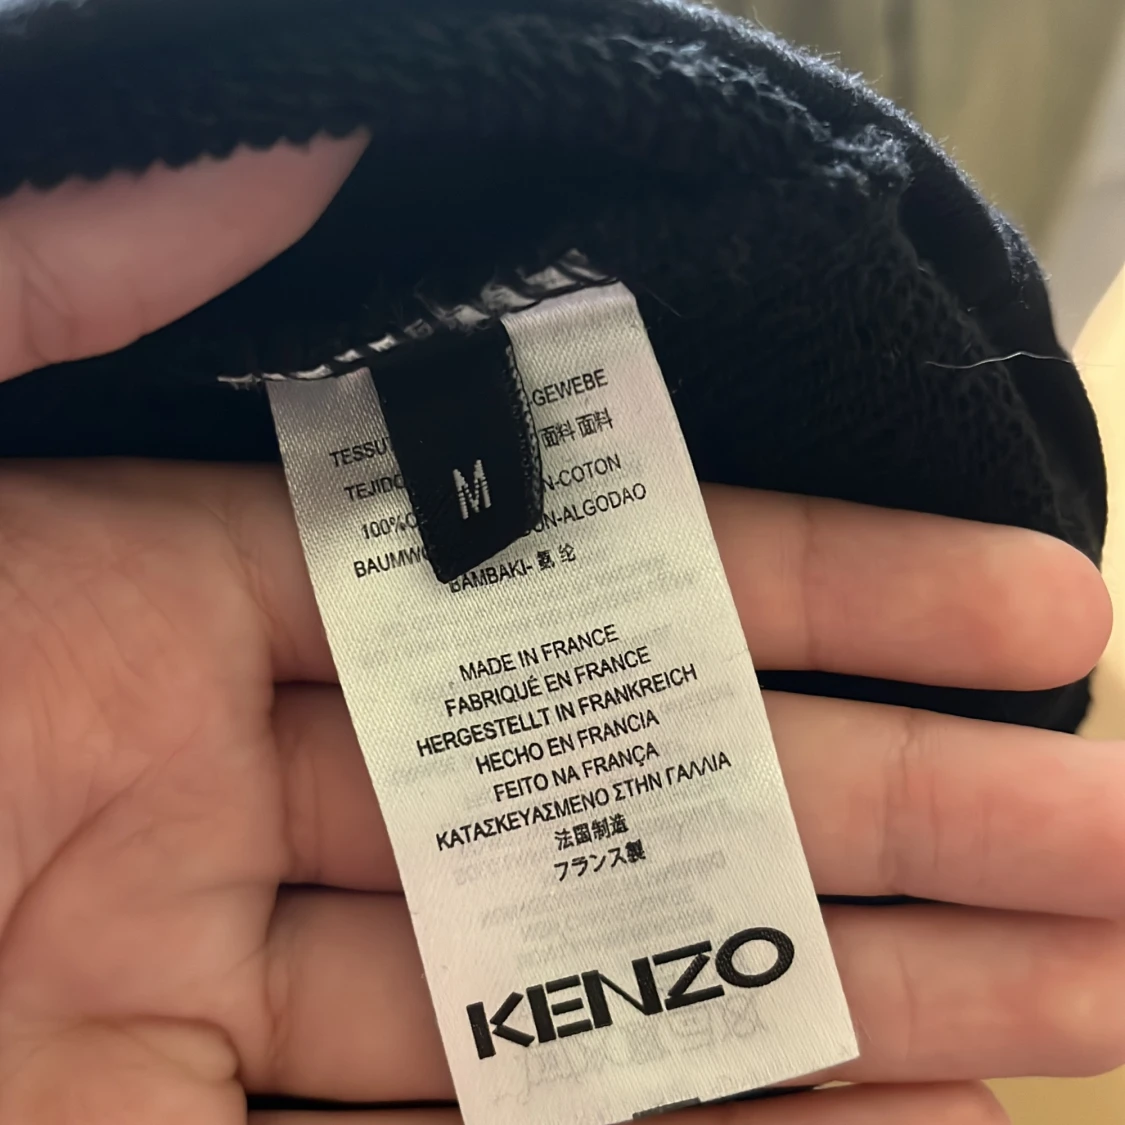 -GEWEBE
TESSU 面料 面料
TEJIDO N-COTON
100%C ON-ALGODAO
BAUMWO
BAMBAKI- 氨 纶
M
MADE IN FRANCE
FABRIQUÉ EN FRANCE
HERGESTELLT IN FRANKREICH
HECHO EN FRANCIA
FEITO NA FRANÇA
ΚΑΤΑΣΚΕΥΑΣΜΕΝΟ ΣΤΗΝ ΓΑΛΛΙΑ
法国制造
フランス製
KENZO